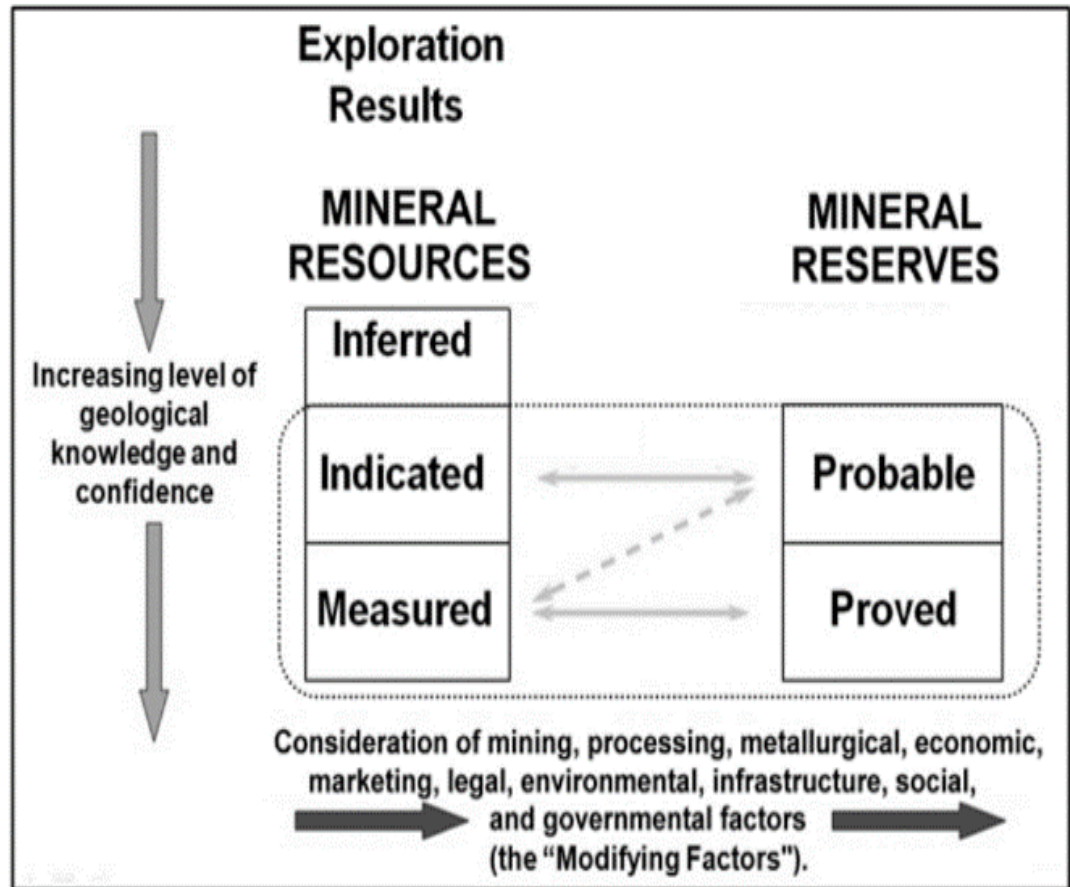 Exploration
Results
MINERAL
RESOURCES
MINERAL
RESERVES
Inferred
Increasing level of
geological
knowledge and
confidence
Indicated
Probable
Measured
Proved
Consideration of mining, processing, metallurgical, economic,
marketing, legal, environmental, infrastructure, social,
and governmental factors
(the “Modifying Factors").